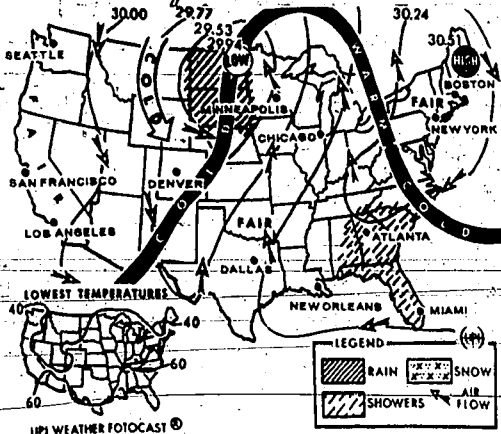 30.00
29.77
29.53
29.94
30.24
30.51
SEATTLE
COLD
LOW
WARM
HIGH
BOSTON
MINNEAPOLIS
FAIR
NEW YORK
FAIR
CHICAGO
SAN FRANCISCO
DENVER
COLD
COLD
LOS ANGELES
FAIR
ATLANTA
DALLAS
LOWEST TEMPERATURES
NEW ORLEANS
MIAMI
40
40
60
60
LEGEND
RAIN
SNOW
SHOWERS
AIR FLOW
UPI WEATHER FOTOCAST ®